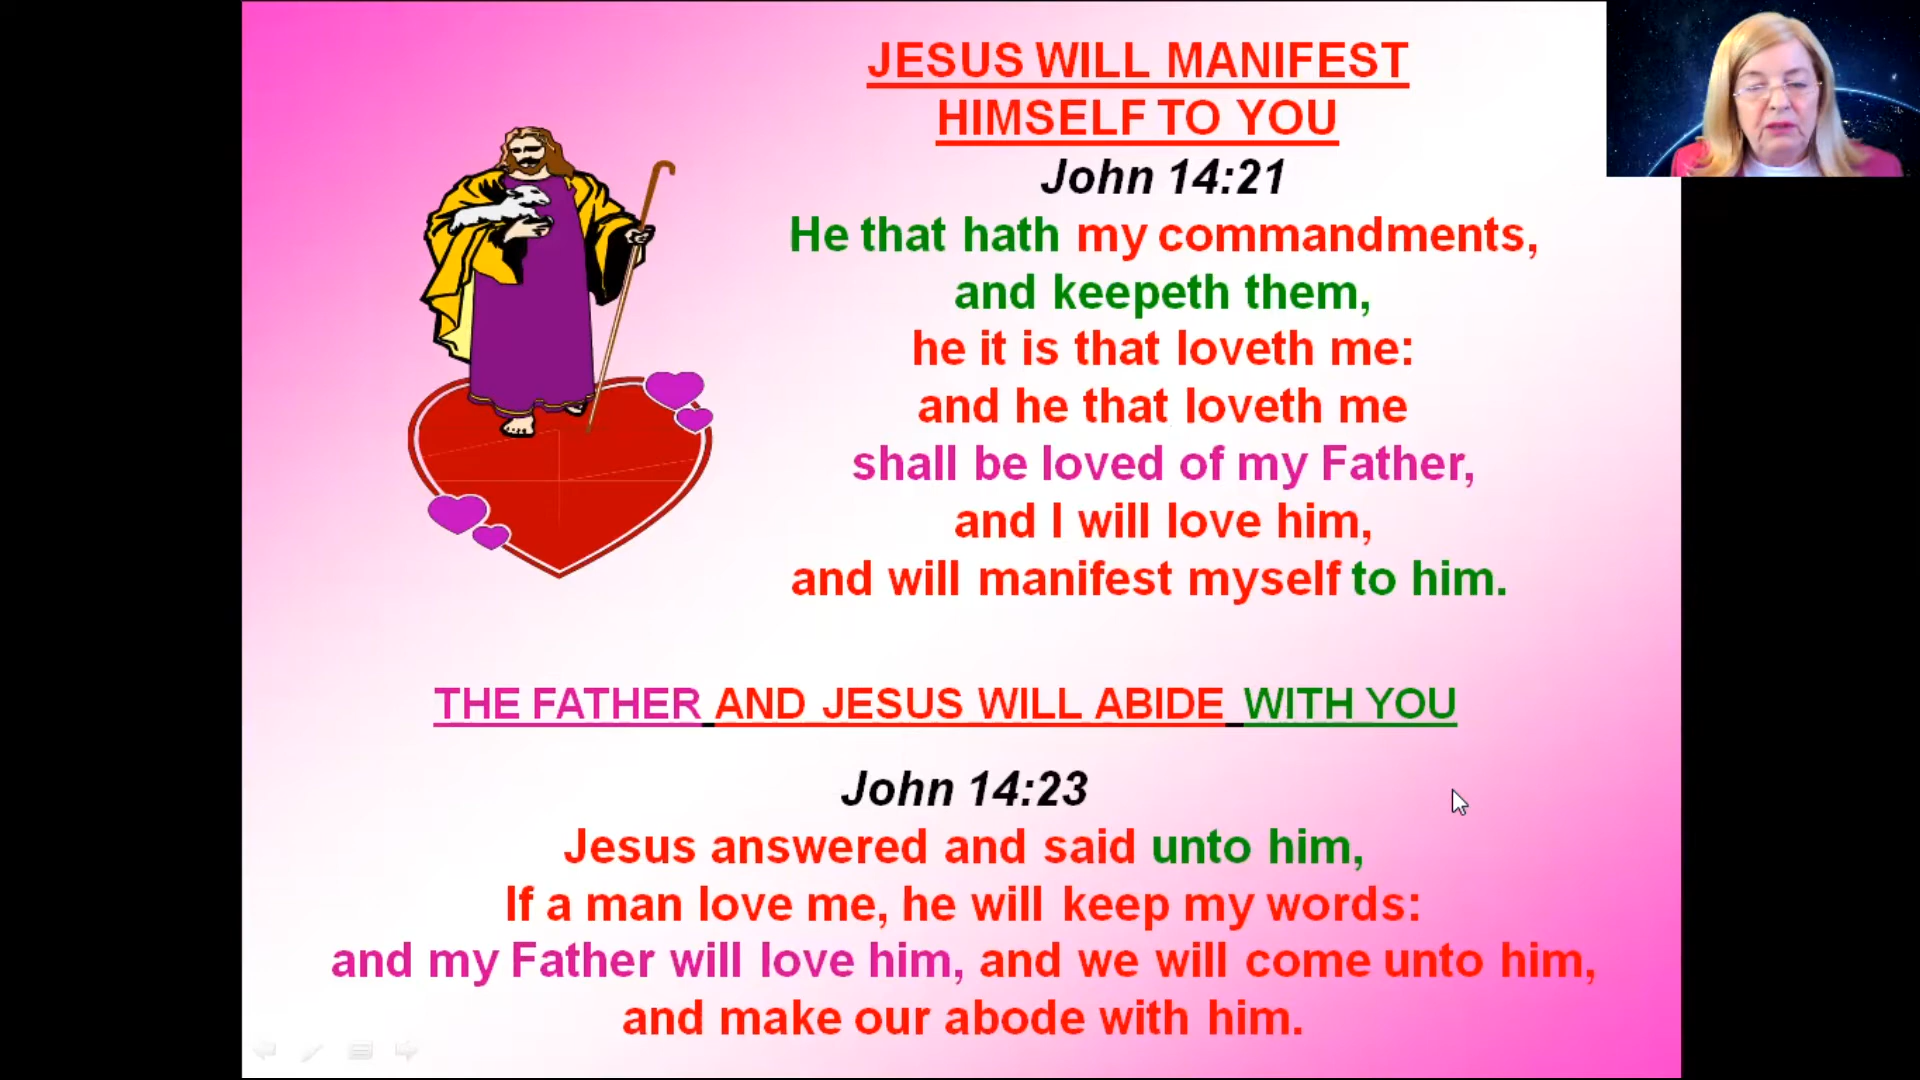 JESUS WILL MANIFEST
HIMSELF TO YOU
John 14:21
He that hath my commandments,
and keepeth them,
he it is that loveth me:
and he that loveth me
shall be loved of my Father,
and I will love him,
and will manifest myself to him.
THE FATHER AND JESUS WILL ABIDE WITH YOU
John 14:23
Jesus answered and said unto him,
If a man love me, he will keep my words:
and my Father will love him, and we will come unto him,
and make our abode with him.